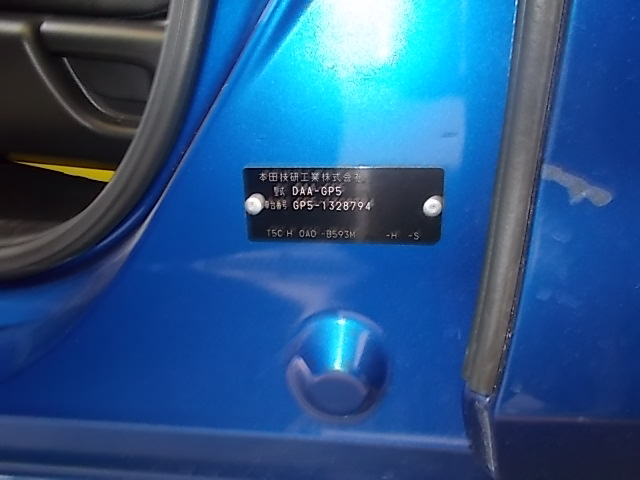 本田技研工業株式会社
型式 DAA-GP5
車台番号 GP5-1328794
T5C H 0A0 -B593M -H -S